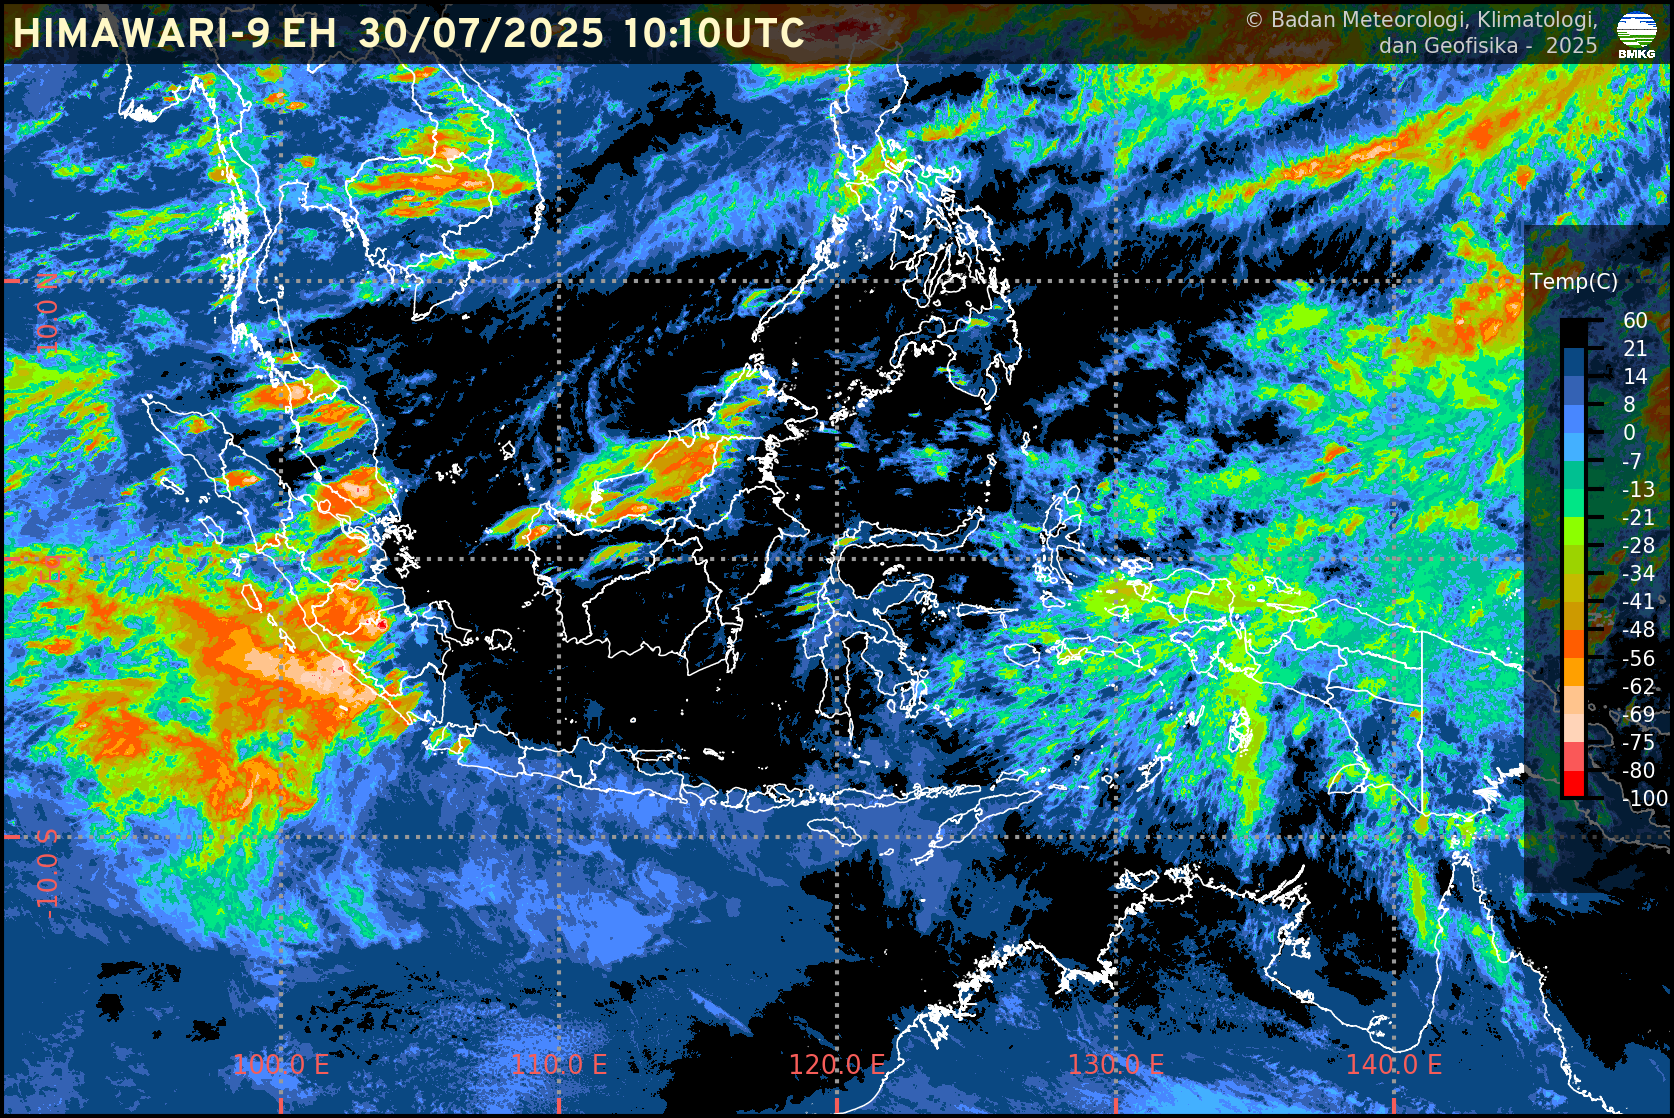 HIMAWARI-9 EH 30/07/2025 10:10UTC
© Badan Meteorologi, Klimatologi,
dan Geofisika - 2025
BMKG
Temp(C)
60
21
14
8
0
-7
-13
-21
-28
-34
-41
-48
-56
-62
-69
-75
-80
-100
10.0 N
-10.0 S
100.0 E
110.0 E
120.0 E
130.0 E
140.0 E